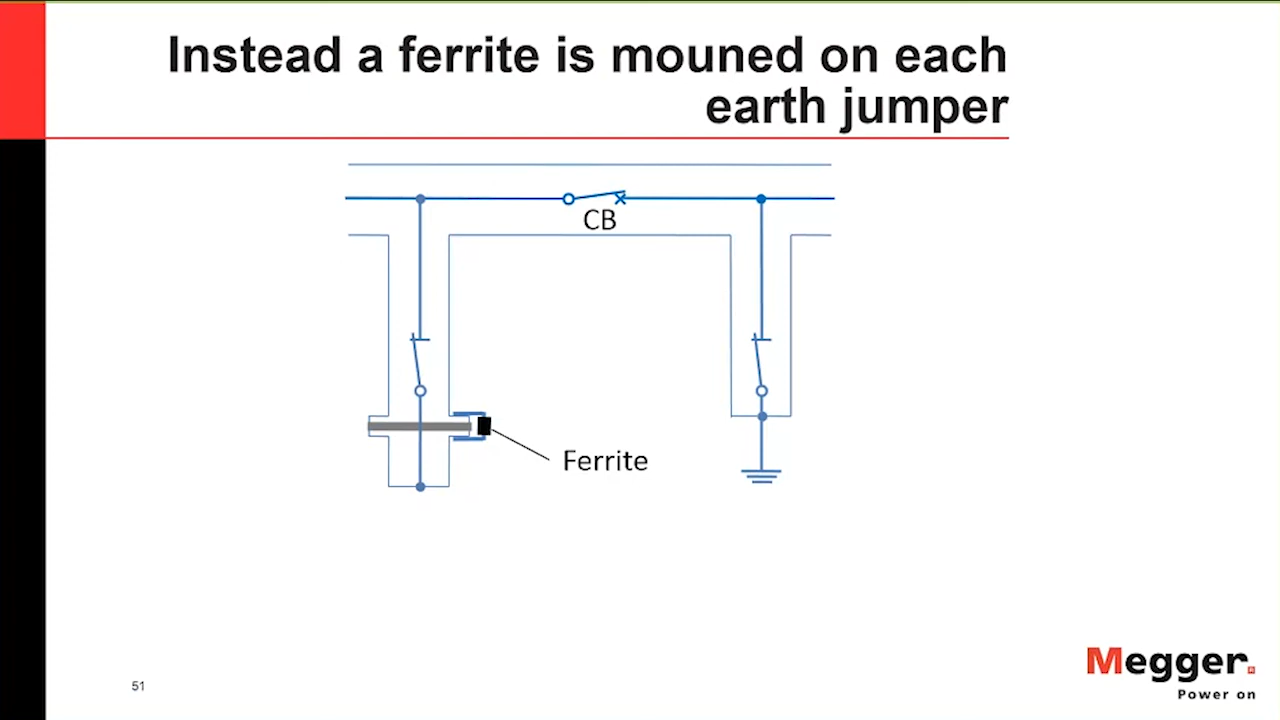 Instead a ferrite is mouned on each
earth jumper
CB
Ferrite
51
Megger.
Power on